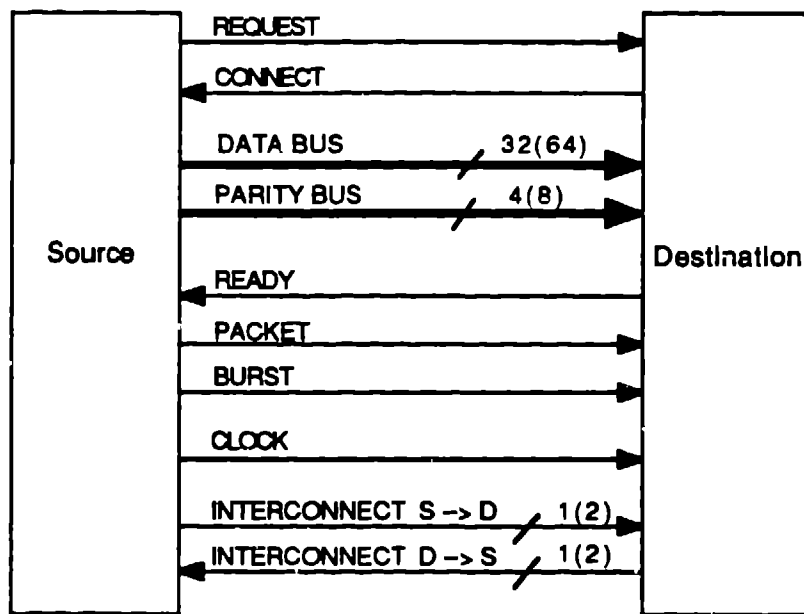 REQUEST
CONNECT
DATA BUS 32(64)
PARITY BUS 4(8)
Source
Destination
READY
PACKET
BURST
CLOCK
INTERCONNECT S -> D 1(2)
INTERCONNECT D -> S 1(2)